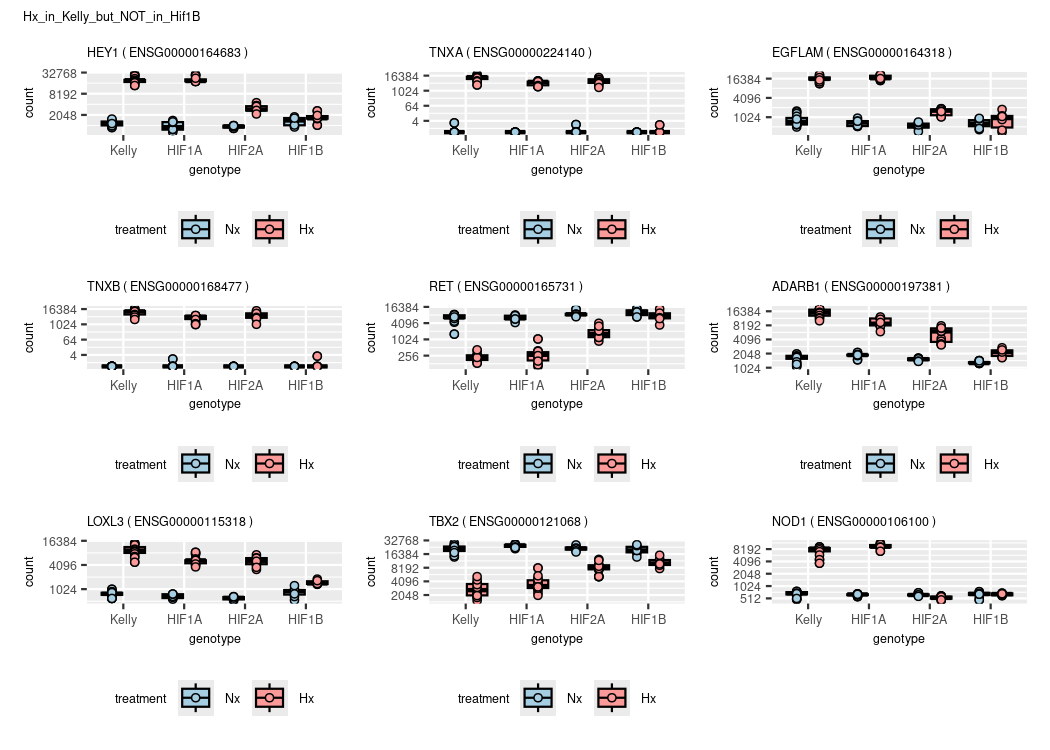 Hx_in_Kelly_but_NOT_in_Hif1B
HEY1 ( ENSG00000164683 )
32768
8192
2048
count
Kelly HIF1A HIF2A HIF1B
genotype
treatment Nx Hx
TNXA ( ENSG00000224140 )
16384
1024
64
4
count
Kelly HIF1A HIF2A HIF1B
genotype
treatment Nx Hx
EGFLAM ( ENSG00000164318 )
16384
4096
1024
count
Kelly HIF1A HIF2A HIF1B
genotype
treatment Nx Hx
TNXB ( ENSG00000168477 )
16384
1024
64
4
count
Kelly HIF1A HIF2A HIF1B
genotype
treatment Nx Hx
RET ( ENSG00000165731 )
16384
4096
1024
256
count
Kelly HIF1A HIF2A HIF1B
genotype
treatment Nx Hx
ADARB1 ( ENSG00000197381 )
16384
8192
4096
2048
1024
count
Kelly HIF1A HIF2A HIF1B
genotype
treatment Nx Hx
LOXL3 ( ENSG00000115318 )
16384
4096
1024
count
Kelly HIF1A HIF2A HIF1B
genotype
treatment Nx Hx
TBX2 ( ENSG00000121068 )
32768
16384
8192
4096
2048
count
Kelly HIF1A HIF2A HIF1B
genotype
treatment Nx Hx
NOD1 ( ENSG00000106100 )
8192
4096
2048
1024
512
count
Kelly HIF1A HIF2A HIF1B
genotype